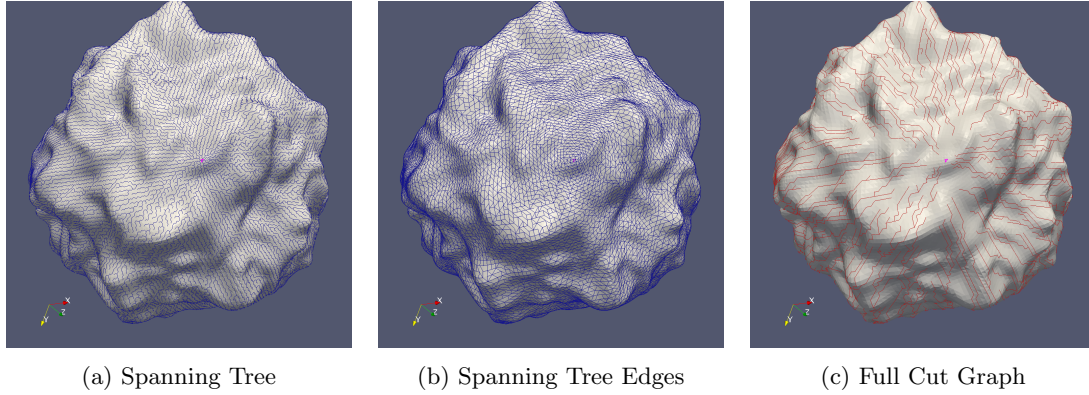 X
Y
Z
X
Y
Z
X
Y
Z
(a) Spanning Tree
(b) Spanning Tree Edges
(c) Full Cut Graph